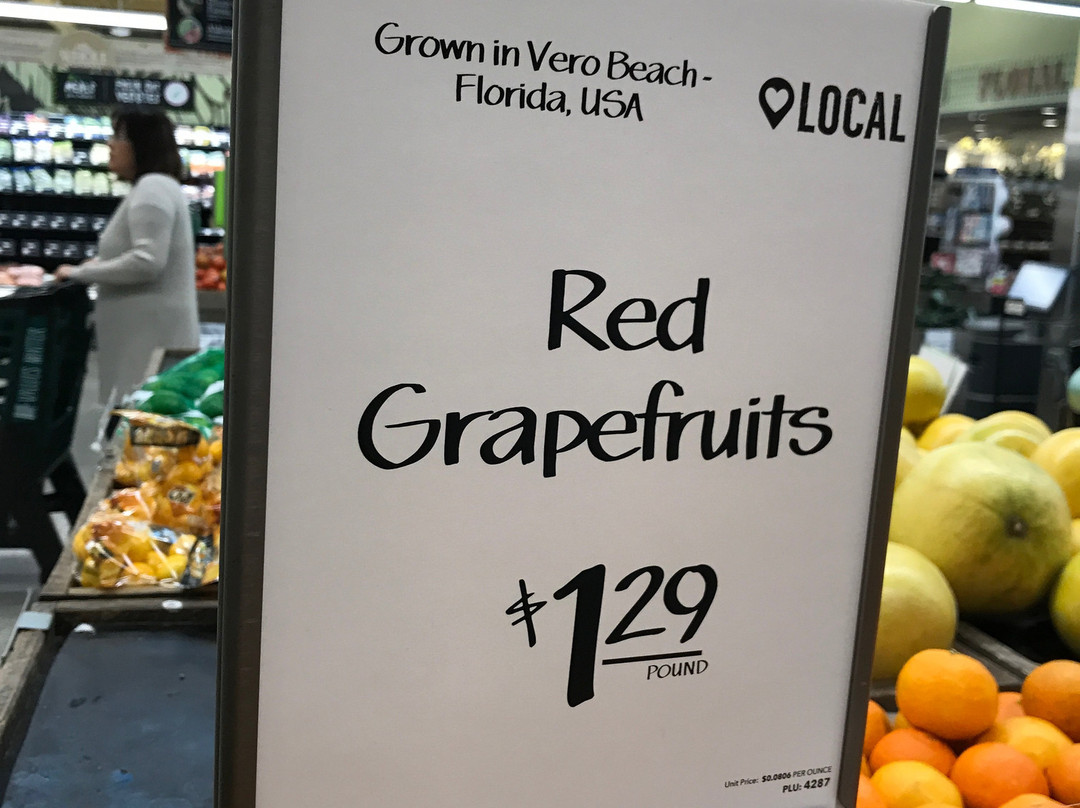 Grown in Vero Beach -
Florida, USA
LOCAL
Red
Grapefruits
$1.29
POUND
Unit Price: $0.0806 PER OUNCE
PLU: 4287